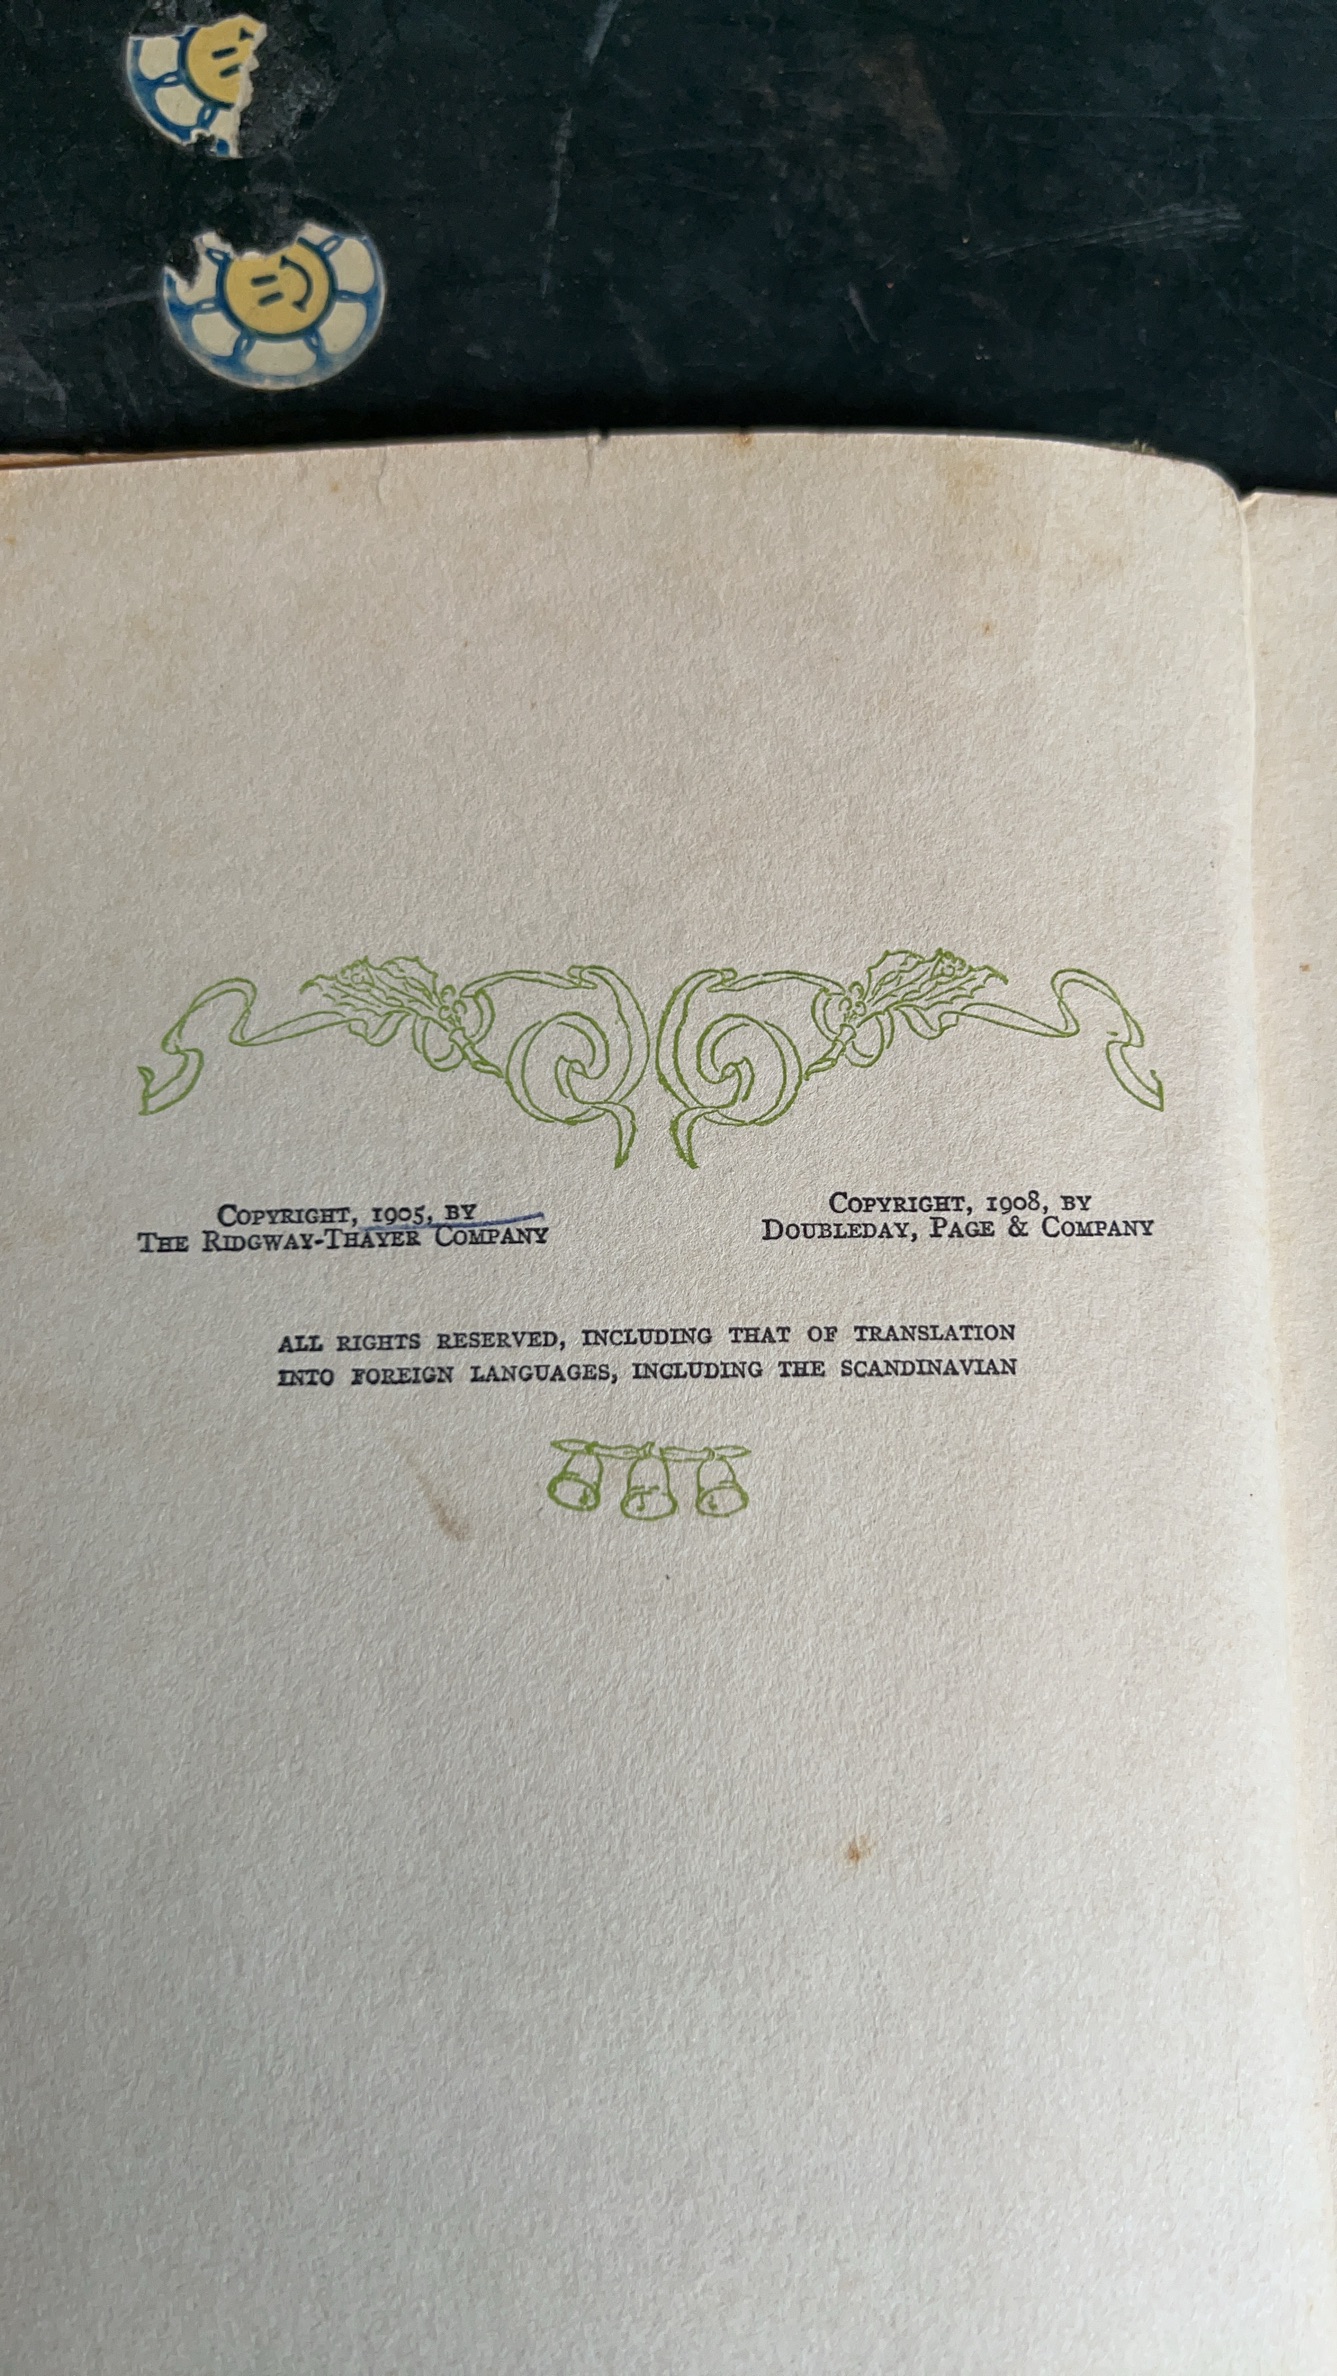 Copyright, 1905, by
The Ridgway-Thayer Company
Copyright, 1908, by
Doubleday, Page & Company
ALL RIGHTS RESERVED, INCLUDING THAT OF TRANSLATION
INTO FOREIGN LANGUAGES, INCLUDING THE SCANDINAVIAN